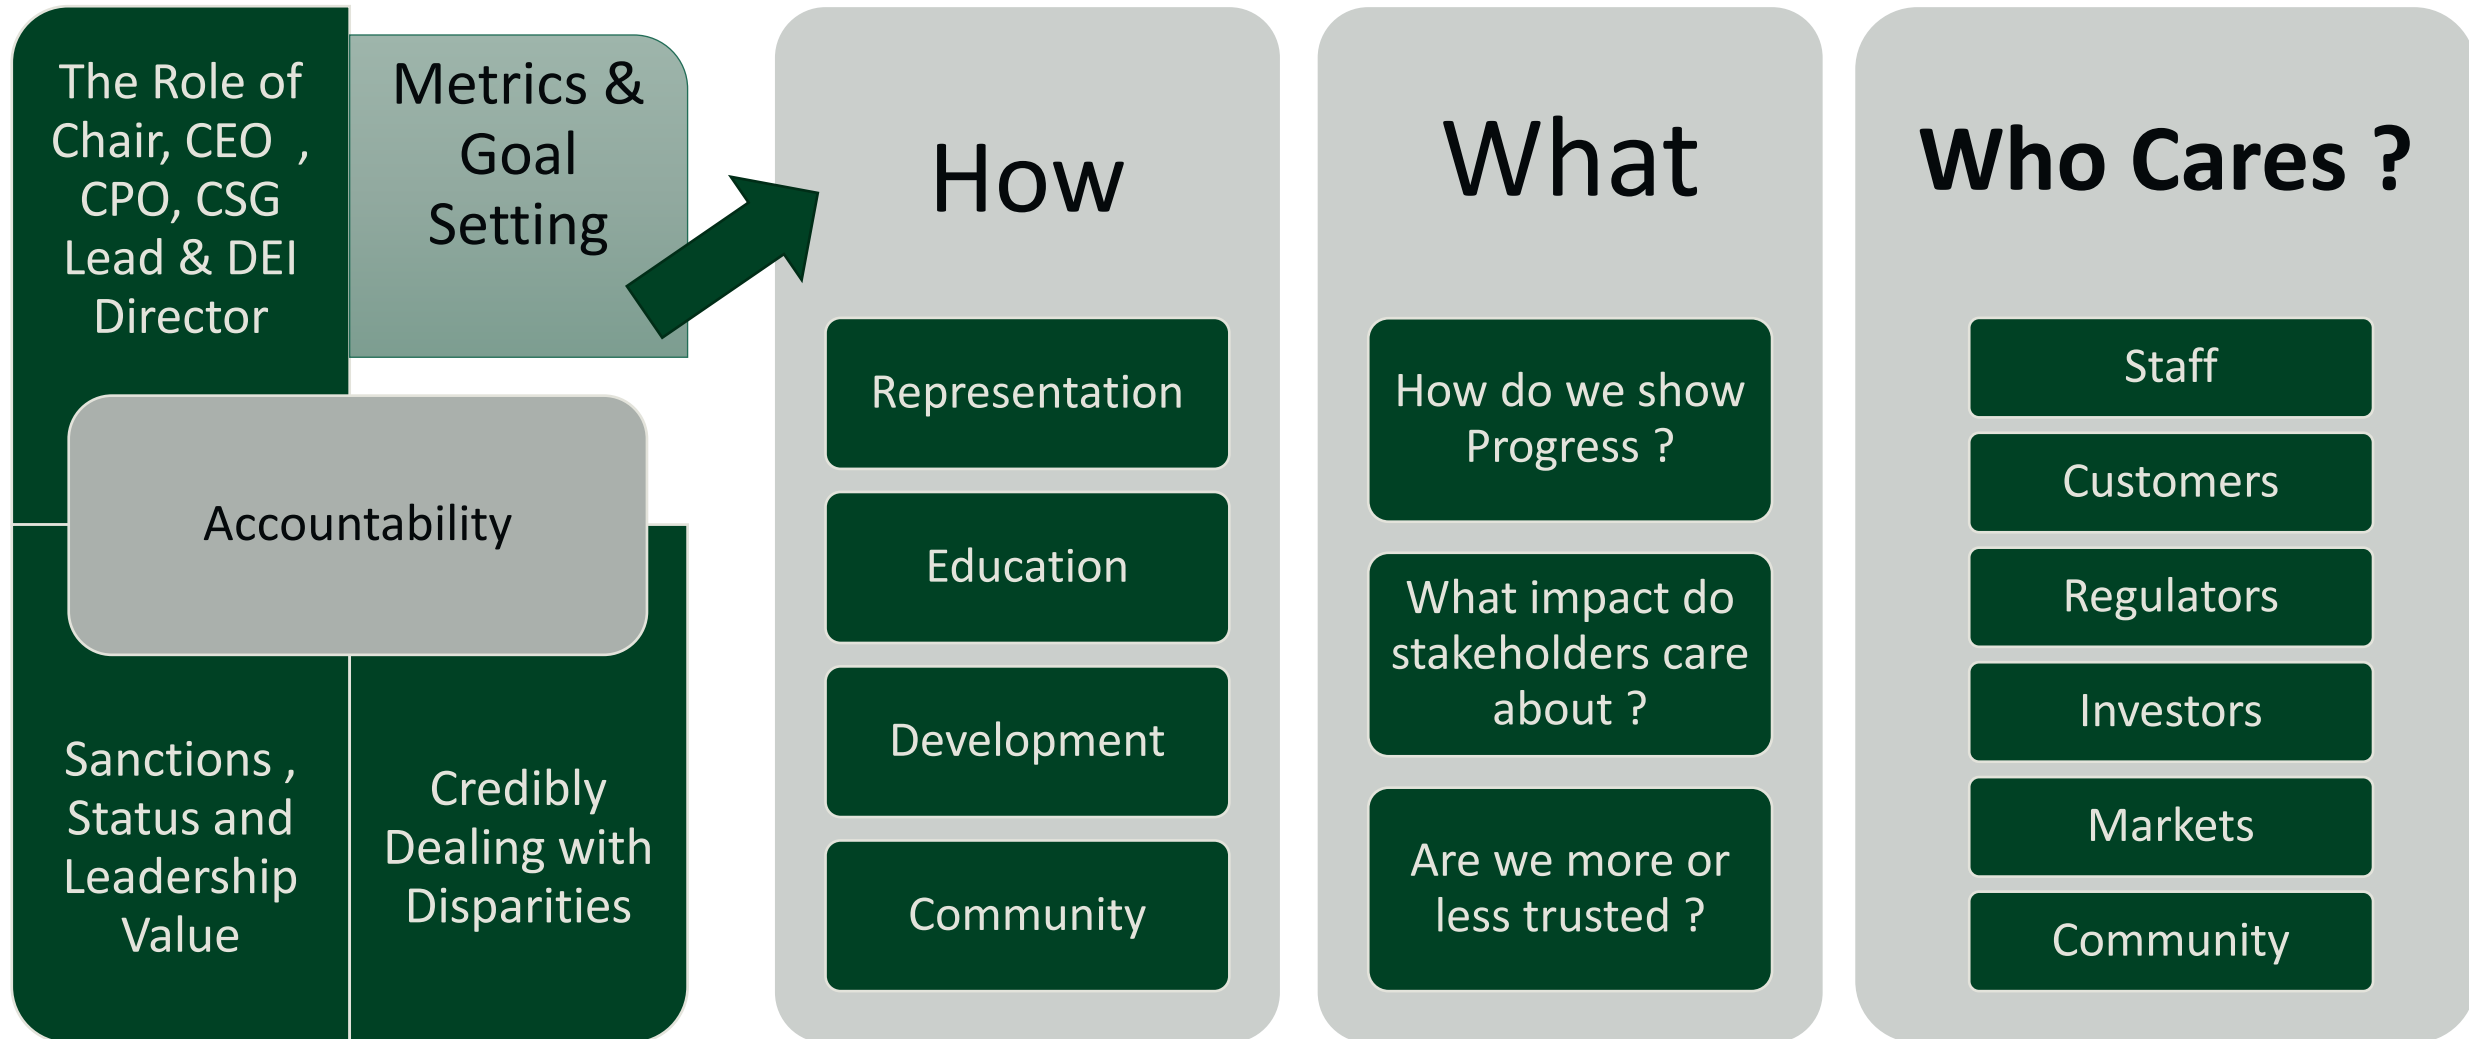 The Role of
Chair, CEO  ,
CPO, CSG
Lead & DEI
Director
Metrics &
Goal
Setting
Accountability
Sanctions ,
Status and
Leadership
Value
Credibly
Dealing with
Disparities
How
Representation
Education
Development
Community
What
How do we show
Progress ?
What impact do
stakeholders care
about ?
Are we more or
less trusted ?
Who Cares ?
Staff
Customers
Regulators
Investors
Markets
Community